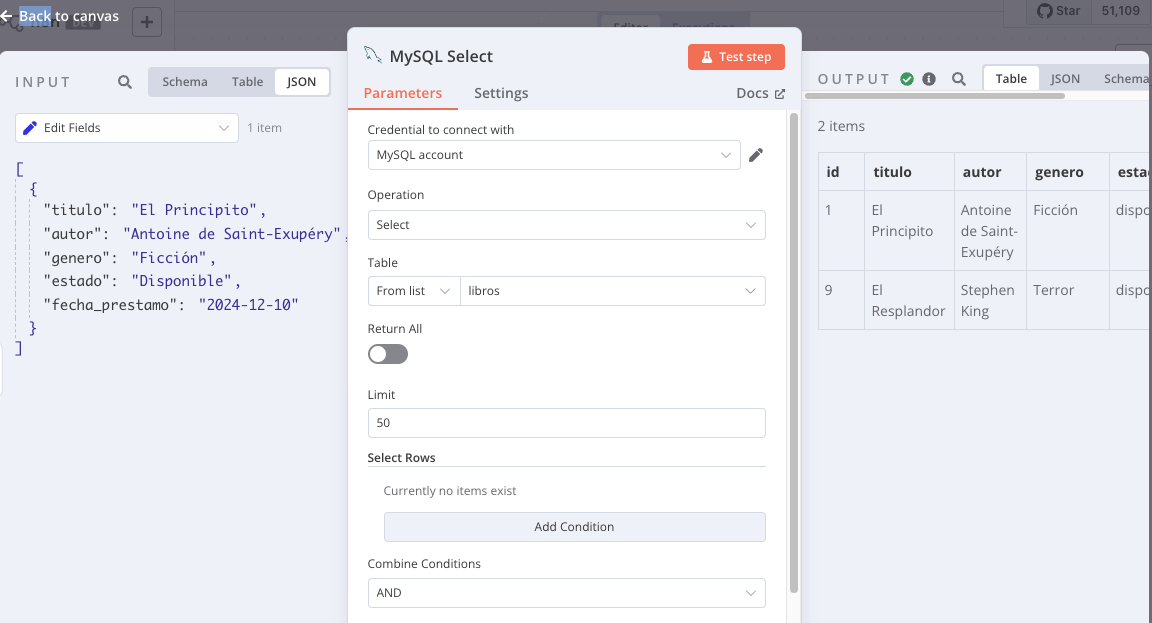 Back to canvas
Star 51,109
Editor Executions
MySQL Select
Test step
Parameters Settings Docs
INPUT
Schema Table JSON
Edit Fields
1 item
[
{
"titulo": "El Principito",
"autor": "Antoine de Saint-Exupéry",
"genero": "Ficción",
"estado": "Disponible",
"fecha_prestamo": "2024-12-10"
}
]
Credential to connect with
MySQL account
Operation
Select
Table
From list libros
Return All
Limit
50
Select Rows
Currently no items exist
Add Condition
Combine Conditions
AND
OUTPUT
Table JSON Schema
2 items
id titulo autor genero esta
1 El Principito Antoine de Saint-Exupéry Ficción dispo
9 El Resplandor Stephen King Terror dispo